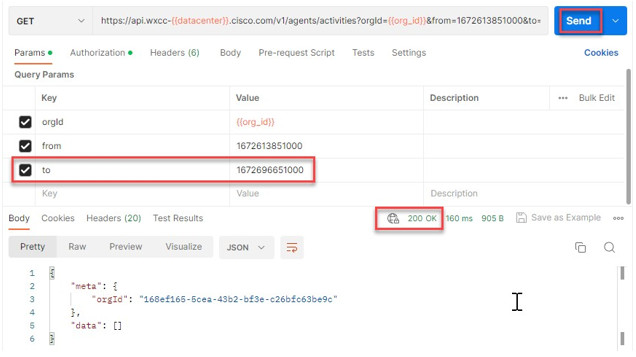 GET https://api.wxcc-{{datacenter}}.cisco.com/v1/agents/activities?orgId={{org_id}}&from=1672613851000&to= Send
Params Authorization Headers (6) Body Pre-request Script Tests Settings Cookies
Query Params
Key Value Description ••• Bulk Edit
orgId {{org_id}}
from 1672613851000
to 1672696651000
Key Value Description
Body Cookies Headers (20) Test Results 200 OK 160 ms 905 B Save as Example •••
Pretty Raw Preview Visualize JSON
1 {
2 "meta": {
3 "orgId": "168ef165-5cea-43b2-bf3e-c26bfc63be9c"
4 },
5 "data": []
6 }